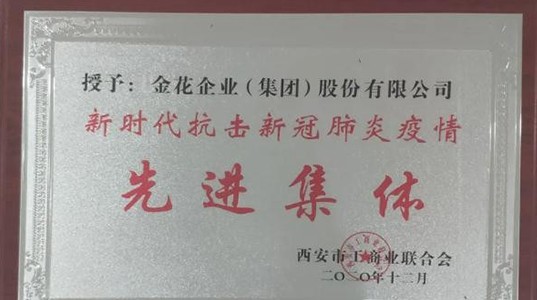 授予：金花企业（集团）股份有限公司
新时代抗击新冠肺炎疫情
先进集体
西安市工商业联合会
二〇二〇年十二月